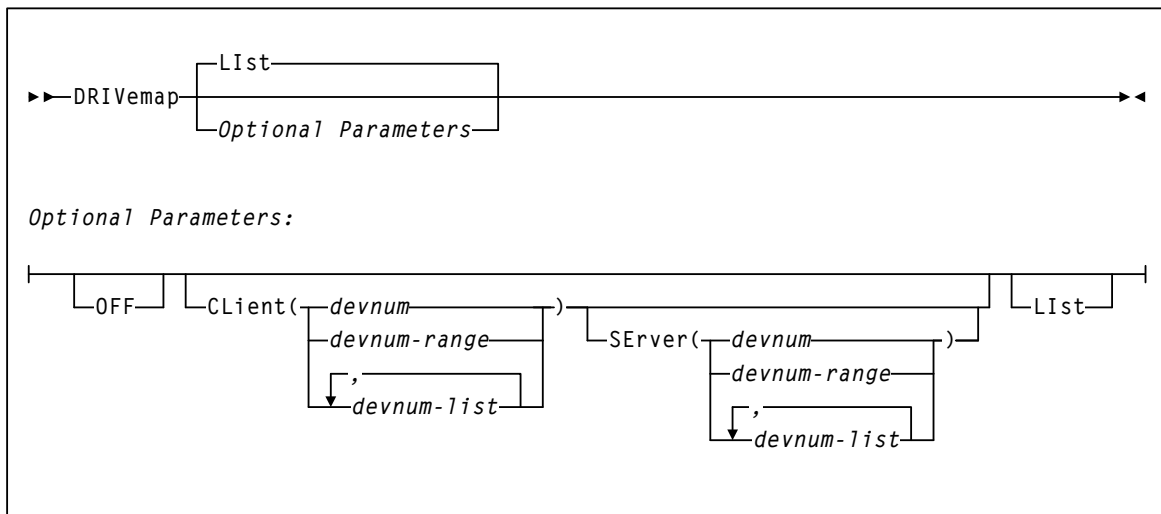 LIst
DRIVemap
Optional Parameters
Optional Parameters:
OFF CLient( devnum ) LIst
devnum-range SErver( devnum )
, devnum-range
devnum-list ,
devnum-list